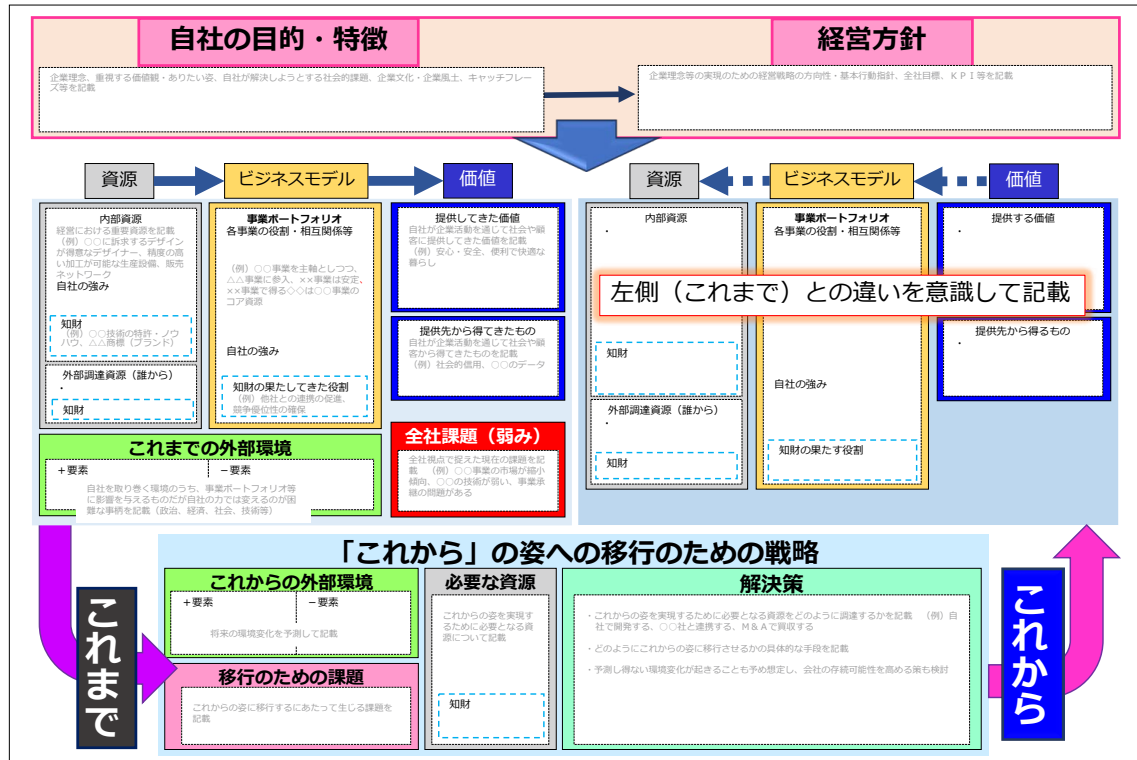 自社の目的・特徴
経営方針
企業理念、重視する価値観・ありたい姿、自社が解決しようとする社会的課題、企業文化・企業風土、キャッチフレー
ズ等を記載
企業理念等の実現のための経営戦略の方向性・基本行動指針、全社目標、ＫＰＩ等を記載
資源
ビジネスモデル
価値
内部資源
経営における重要資源を記載
（例）○○に訴求するデザイン
が得意なデザイナー、精度の高
い加工が可能な生産設備、販売
ネットワーク
自社の強み
知財
（例）○○技術の特許・ノウ
ハウ、△△商標（ブランド）
外部調達資源（誰から）
・
知財
事業ポートフォリオ
各事業の役割・相互関係等
（例）○○事業を主軸としつつ、
△△事業に参入、××事業は安定、
××事業で得る◇◇は○○事業の
コア資源
自社の強み
知財の果たしてきた役割
（例）他社との連携の促進、
競争優位性の確保
提供してきた価値
自社が企業活動を通じて社会や顧
客に提供してきた価値を記載
（例）安心・安全、便利で快適な
暮らし
提供先から得てきたもの
自社が企業活動を通じて社会や顧
客から得てきたものを記載
（例）社会的信用、○○のデータ
これまでの外部環境
＋要素
－要素
自社を取り巻く環境のうち、事業ポートフォリオ等
に影響を与えるものだが自社の力では変えるのが困
難な事柄を記載（政治、経済、社会、技術等）
全社課題（弱み）
全社視点で捉えた現在の課題を記
載　（例）○○事業の市場が縮小
傾向、○○の技術が弱い、事業承
継の問題がある
資源
ビジネスモデル
価値
内部資源
・
知財
外部調達資源（誰から）
・
知財
事業ポートフォリオ
各事業の役割・相互関係等
自社の強み
知財の果たす役割
提供する価値
・
提供先から得るもの
・
左側（これまで）との違いを意識して記載
これまで
「これから」の姿への移行のための戦略
これからの外部環境
＋要素
－要素
将来の環境変化を予測して記載
移行のための課題
これからの姿に移行するにあたって生じる課題を
記載
必要な資源
これからの姿を実現す
るために必要となる資
源について記載
知財
解決策
・これからの姿を実現するために必要となる資源をどのように調達するかを記載　（例）自
社で開発する、○○社と連携する、Ｍ＆Ａで買収する
・どのようにこれからの姿に移行させるかの具体的な手段を記載
・予測し得ない環境変化が起きることも予め想定し、会社の存続可能性を高める策も検討
これから